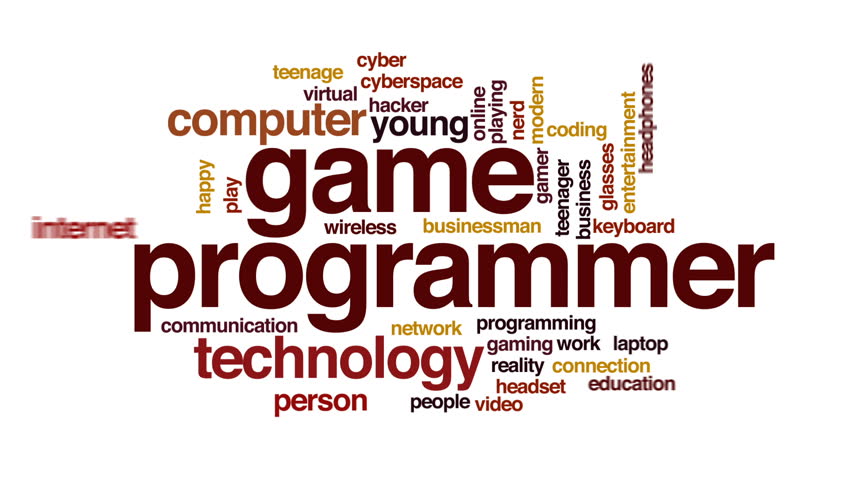 cyber
teenage
cyberspace
virtual
hacker
computer
young
online
playing
nerd
modern
coding
entertainment
headphones
happy
play
game
gamer
teenager
business
glasses
internet
wireless
businessman
keyboard
programmer
communication
network
programming
technology
gaming
work
laptop
reality
connection
headset
education
person
people
video